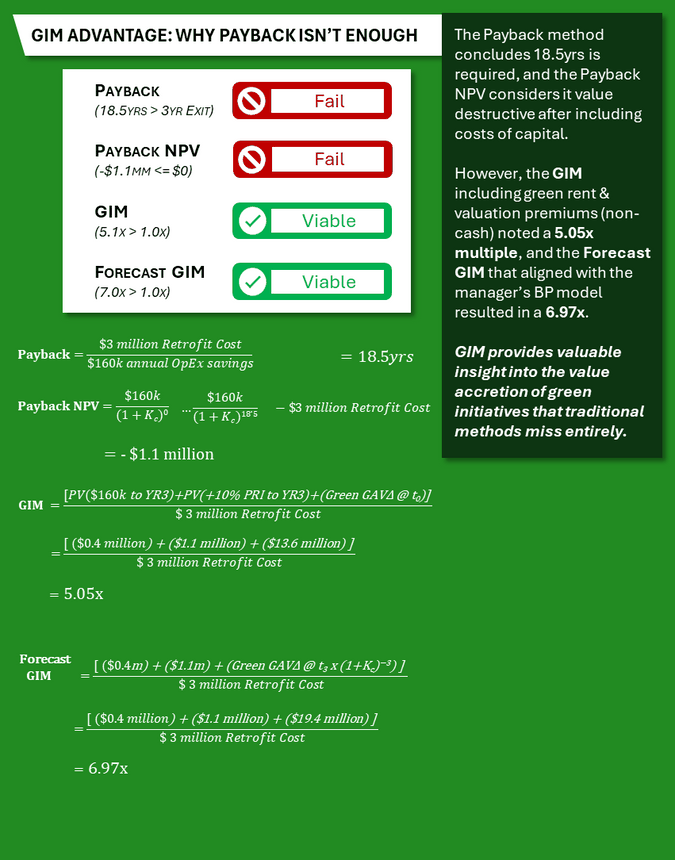 GIM ADVANTAGE: WHY PAYBACK ISN'T ENOUGH
PAYBACK
(18.5YRS > 3YR EXIT)
Fail
PAYBACK NPV
(-$1.1MM <= $0)
Fail
GIM
(5.1X > 1.0X)
Viable
FORECAST GIM
(7.0X > 1.0X)
Viable
The Payback method
concludes 18.5yrs is
required, and the Payback
NPV considers it value
destructive after including
costs of capital.
However, the GIM
including green rent &
valuation premiums (non-
cash) noted a 5.05x
multiple, and the Forecast
GIM that aligned with the
manager's BP model
resulted in a 6.97x.
GIM provides valuable
insight into the value
accretion of green
initiatives that traditional
methods miss entirely.
Payback = $3 million Retrofit Cost / $160k annual OpEx savings = 18.5yrs
Payback NPV = $160k / (1 + K_c)^0 ... $160k / (1 + K_c)^18'5 − $3 million Retrofit Cost
= - $1.1 million
GIM = [PV($160k to YR3)+PV(+10% PRI to YR3)+(Green GAVΔ @ t_0)] / $ 3 million Retrofit Cost
= [ ($0.4 million) + ($1.1 million) + ($13.6 million) ] / $ 3 million Retrofit Cost
= 5.05x
Forecast GIM = [ ($0.4m) + ($1.1m) + (Green GAVΔ @ t_3 x (1+K_c)^−3) ] / $ 3 million Retrofit Cost
= [ ($0.4 million) + ($1.1 million) + ($19.4 million) ] / $ 3 million Retrofit Cost
= 6.97x